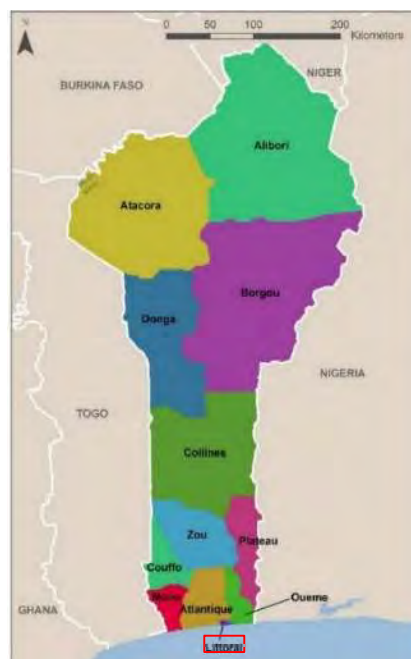 0 50 100 200
Kilometers
NIGER
BURKINA FASO
Alibori
Atacora
Borgou
Donga
NIGERIA
TOGO
Collines
Zou
Plateau
Couffo
Mono
Oueme
GHANA
Atlantique
Littoral